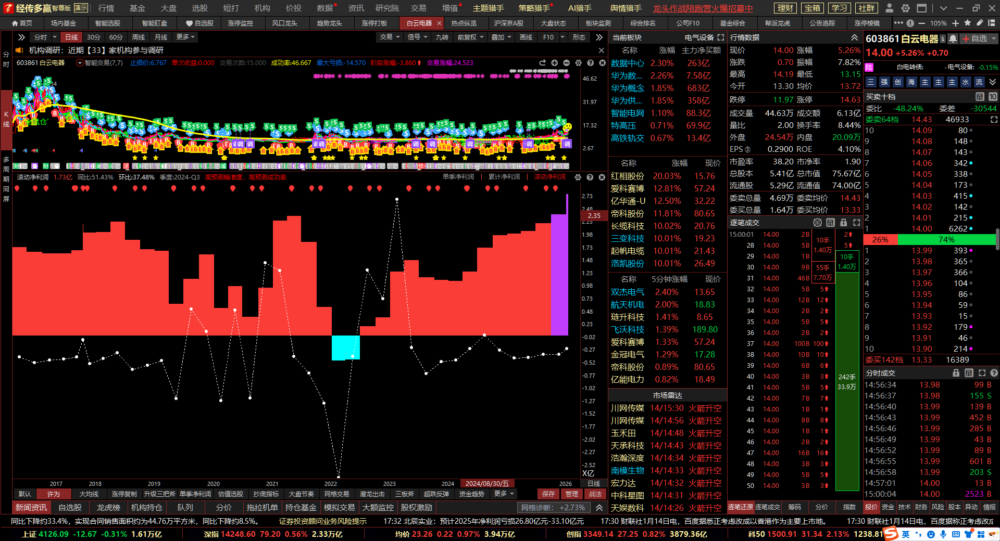 经传多赢 智尊版 演示 行情 基金 大盘 选股 短打 机构 价投 数据 资讯 研究院 交易 增值 主题猎手 策略猎手 AI猎手 舆情猎手 龙头作战陪跑营火爆招募中 理财 宝箱 学习 社群
首页 场内基金 智能选股 智能盯盘 自选股 涨停监控 风口龙头 趋势龙头 涨停打板 白云电器 热点纵览 沪深京A股 大盘状态 板块监测 综合排名 公司F10 基金综合 帮派龙虎 公告追踪 涨停棱镜 105%
分时 日线 30分 60分 周线 月线 更多 交易 信号 九转 前复权 叠加 画线 F10 形态
机构调研：近期【33】家机构参与调研
603861 白云电器 智能交易(7,7) 止损价:6.767 单次收益:0.000 交易次数:15.000 成功率:46.667 最大亏损:-14.570 阶段涨幅:-3.860 交易涨幅:24.523
46.62
31.97
17.32
2.67
分时
K线
多周期同屏
滚动净利润 1.73亿 同比:51.43% 环比:37.48% 季度:2024-Q3 高预测精准度，高预测成功率 单季净利润 累计净利润 滚动净利润
2.73
2.48
2.35
2.23
1.98
1.73
1.48
1.23
0.98
0.73
0.48
0.23
-0.02
-0.27
-0.52
-0.77
-1.02
-1.27
-1.52
-1.77
-2.02
-2.27
-2.52
X亿
2017 2018 2019 2020 2021 2022 2023 2024 2024/08/30/五 2026 日线
默认 许为 大均线 涨停复制 升级三把斧 单季净利润 估值选股 抄底指标 大盘节奏 网格交易 潜龙出击 三板斧 超跌反弹 资金趋势 更多 保存 管理 战法
新闻资讯 自选股 龙虎榜 机构持仓 队列 分价 拖拉机单 持仓基金 模拟交易 大额监控 股权激励 网格诊断： +2.73%
当前板块 电气设备
名称 涨幅 主力净买额
数据中心 2.30% 263亿
华为数... 2.26% 7.58亿
华为概念 1.85% 683亿
华为供... 1.85% 358亿
智能电网 1.10% 88.3亿
特高压 0.71% 69.9亿
高铁轨交 0.67% 13.4亿
名称 涨幅 现价
红相股份 20.03% 15.76
爱科赛博 12.81% 57.24
亿华通-U 12.50% 32.22
帝科股份 11.81% 80.65
长缆科技 10.02% 20.76
三变科技 10.01% 19.23
起帆电缆 10.01% 21.43
洛凯股份 10.01% 26.49
名称 5分钟涨幅 现价
双杰电气 2.40% 13.65
航天机电 2.00% 18.83
琏升科技 1.41% 8.65
飞沃科技 1.39% 189.80
爱科赛博 1.33% 57.24
金冠电气 1.29% 17.28
帝科股份 0.89% 80.65
亿能电力 0.82% 18.49
市场雷达
川网传媒 14/15:30 火箭升空
川网传媒 14/14:56 火箭升空
玉禾田 14/14:48 火箭升空
天承科技 14/14:43 火箭升空
浩瀚深度 14/14:34 火箭升空
南模生物 14/14:33 火箭升空
宏力达 14/14:32 火箭升空
中科星图 14/14:31 火箭升空
天娱数科 14/14:26 火箭升空
行情数据
现价 14.00 涨幅 5.26%
涨跌 0.70 振幅 7.82%
最高 14.19 最低 13.15
今开 13.30 均价 13.72
跌停 11.97 涨停 14.63
成交量 44.63万 成交额 6.13亿
量比 2.00 换手率 8.44%
外盘 24.54万 内盘 20.09万
EPS③ 0.2900 ROE 4.10%
市盈率 38.20 市净率 1.90
总股本 5.41亿 总市值 75.67亿
流通股 5.29亿 流通值 74.00亿
委卖总量 4.69万 委卖均价 14.43
委买总量 1.64万 委买均价 13.33
逐笔成交 单 量
15:00:01 14.00 2B 2
28 14.00 5B 5
29 14.00 1B
30 14.00 9B
31 14.00 46B
32 14.00 5B 5
33 14.00 12B 12
34 14.00 2B 2
35 14.00 5B 5
36 14.00 2B 2
37 14.00 100B 100
38 14.00 10B 10
39 14.00 6B 6
40 14.00 3B 3
41 14.00 5B 5
42 14.00 7B 7
43 14.00 1B 1
44 14.00 8B 8
45 14.00 1B 1
46 14.00 2B 2
47 14.00 16B 16
48 14.00 3B 3
49 14.00 5B 5
50 14.00 3B 3
10手
1.40万
55手
7.70万
10手
1.40万
242手
33.9万
逐笔还原 逐笔成交 筹码 分价 指数
603861 白云电器 自选
14.00 +5.26% +0.70
陆 白电转债: - 电气设备: -0.15%
三 强 创 海 主 主 主 水 流
买卖十档 量 10
委比 -48.24% 委差 -30544
委卖64档 14.43 46933
10 14.09 80
9 14.08 148
8 14.07 143
7 14.06 342
6 14.05 338
5 14.04 173
4 14.03 415
3 14.02 142
2 14.01 215
1 14.00 6262
26% 74%
1 13.99 393
2 13.98 365
3 13.97 366
4 13.96 104
5 13.95 86
6 13.94 59
7 13.93 15
8 13.92 179
9 13.91 46
10 13.90 214
委买142档 13.33 16389
分时成交 量
14:56:34 13.98 99 B
14:56:37 13.98 155 S
14:56:40 13.99 139 B
14:56:43 13.99 452 B
14:56:46 13.99 285 B
14:56:49 13.99 43 B
14:56:52 13.99 89 B
14:56:55 13.99 601 B
14:56:58 13.99 203 S
14:57:01 14.00 13 B
15:00:04 14.00 2523 B
报价 资金 技术 财务 风险 股本 异动 情报
同比下降约33.4%，实现合同销售面积约为44.76万平方米，同比下降约8.5%。 证券投资顾问业务风险提示 17:32 北辰实业：预计2025年净利润亏损26.80亿元-33.10亿元 17:30 财联社1月14日电，百度据悉正考虑改成以香港作为主要上市地。 17:30 财联社1月14日电，百度据称正考虑改成
上证 4126.09 -12.67 -0.31% 1.61万亿 深指 14248.60 79.20 0.56% 2.33万亿 均价 23.26 0.22 0.97% 3.94万亿 创指 3349.14 27.25 0.82% 3879.36亿 科50 1500.91 31.34 2.13% 1238.81 英